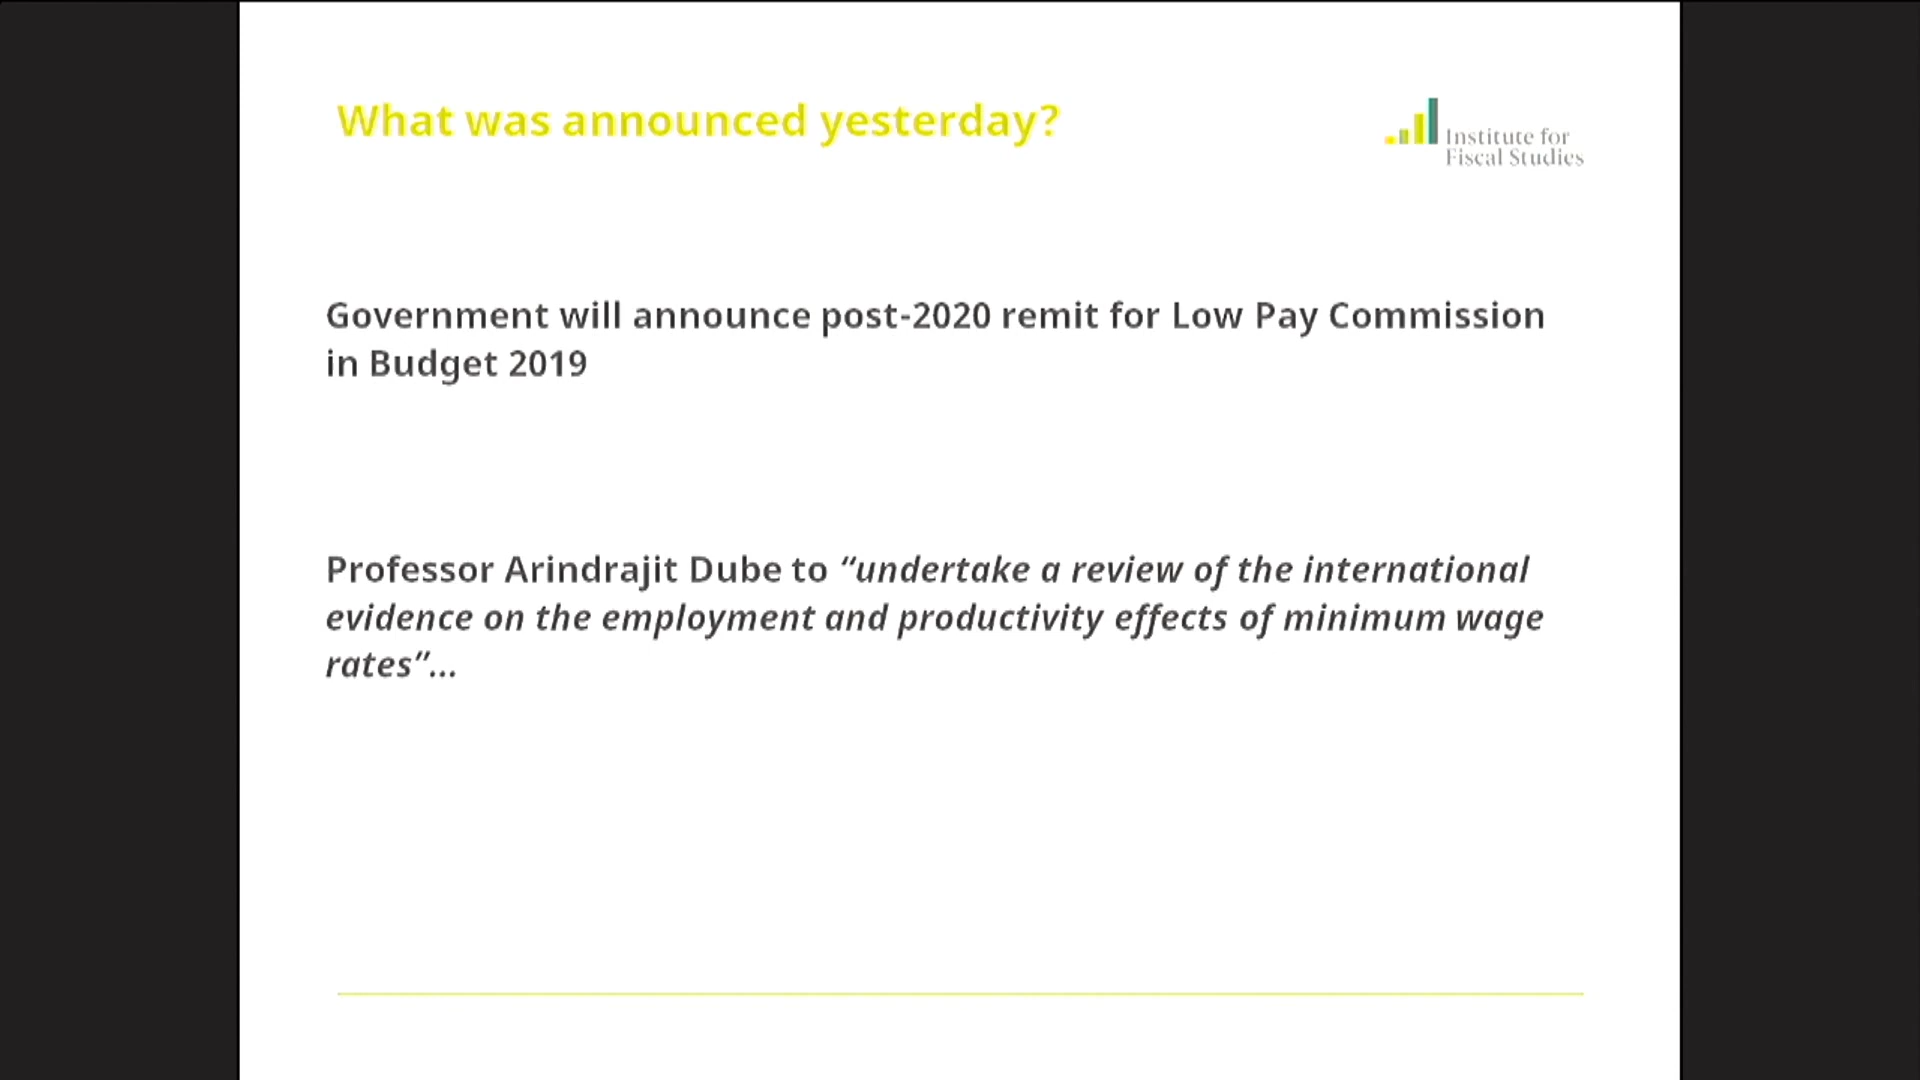 What was announced yesterday?
Institute for
Fiscal Studies
Government will announce post-2020 remit for Low Pay Commission
in Budget 2019
Professor Arindrajit Dube to “undertake a review of the international
evidence on the employment and productivity effects of minimum wage
rates”...